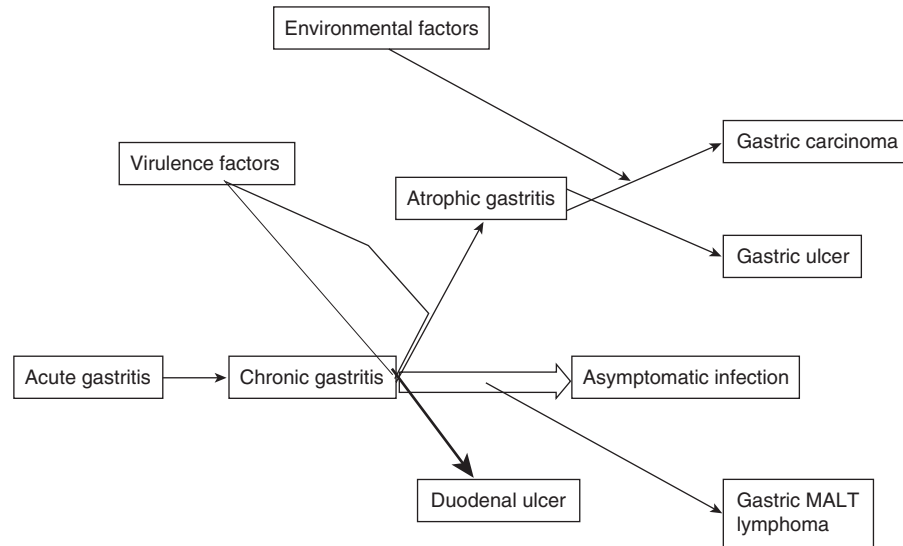 Environmental factors
Gastric carcinoma
Virulence factors
Atrophic gastritis
Gastric ulcer
Acute gastritis
Chronic gastritis
Asymptomatic infection
Duodenal ulcer
Gastric MALT
lymphoma